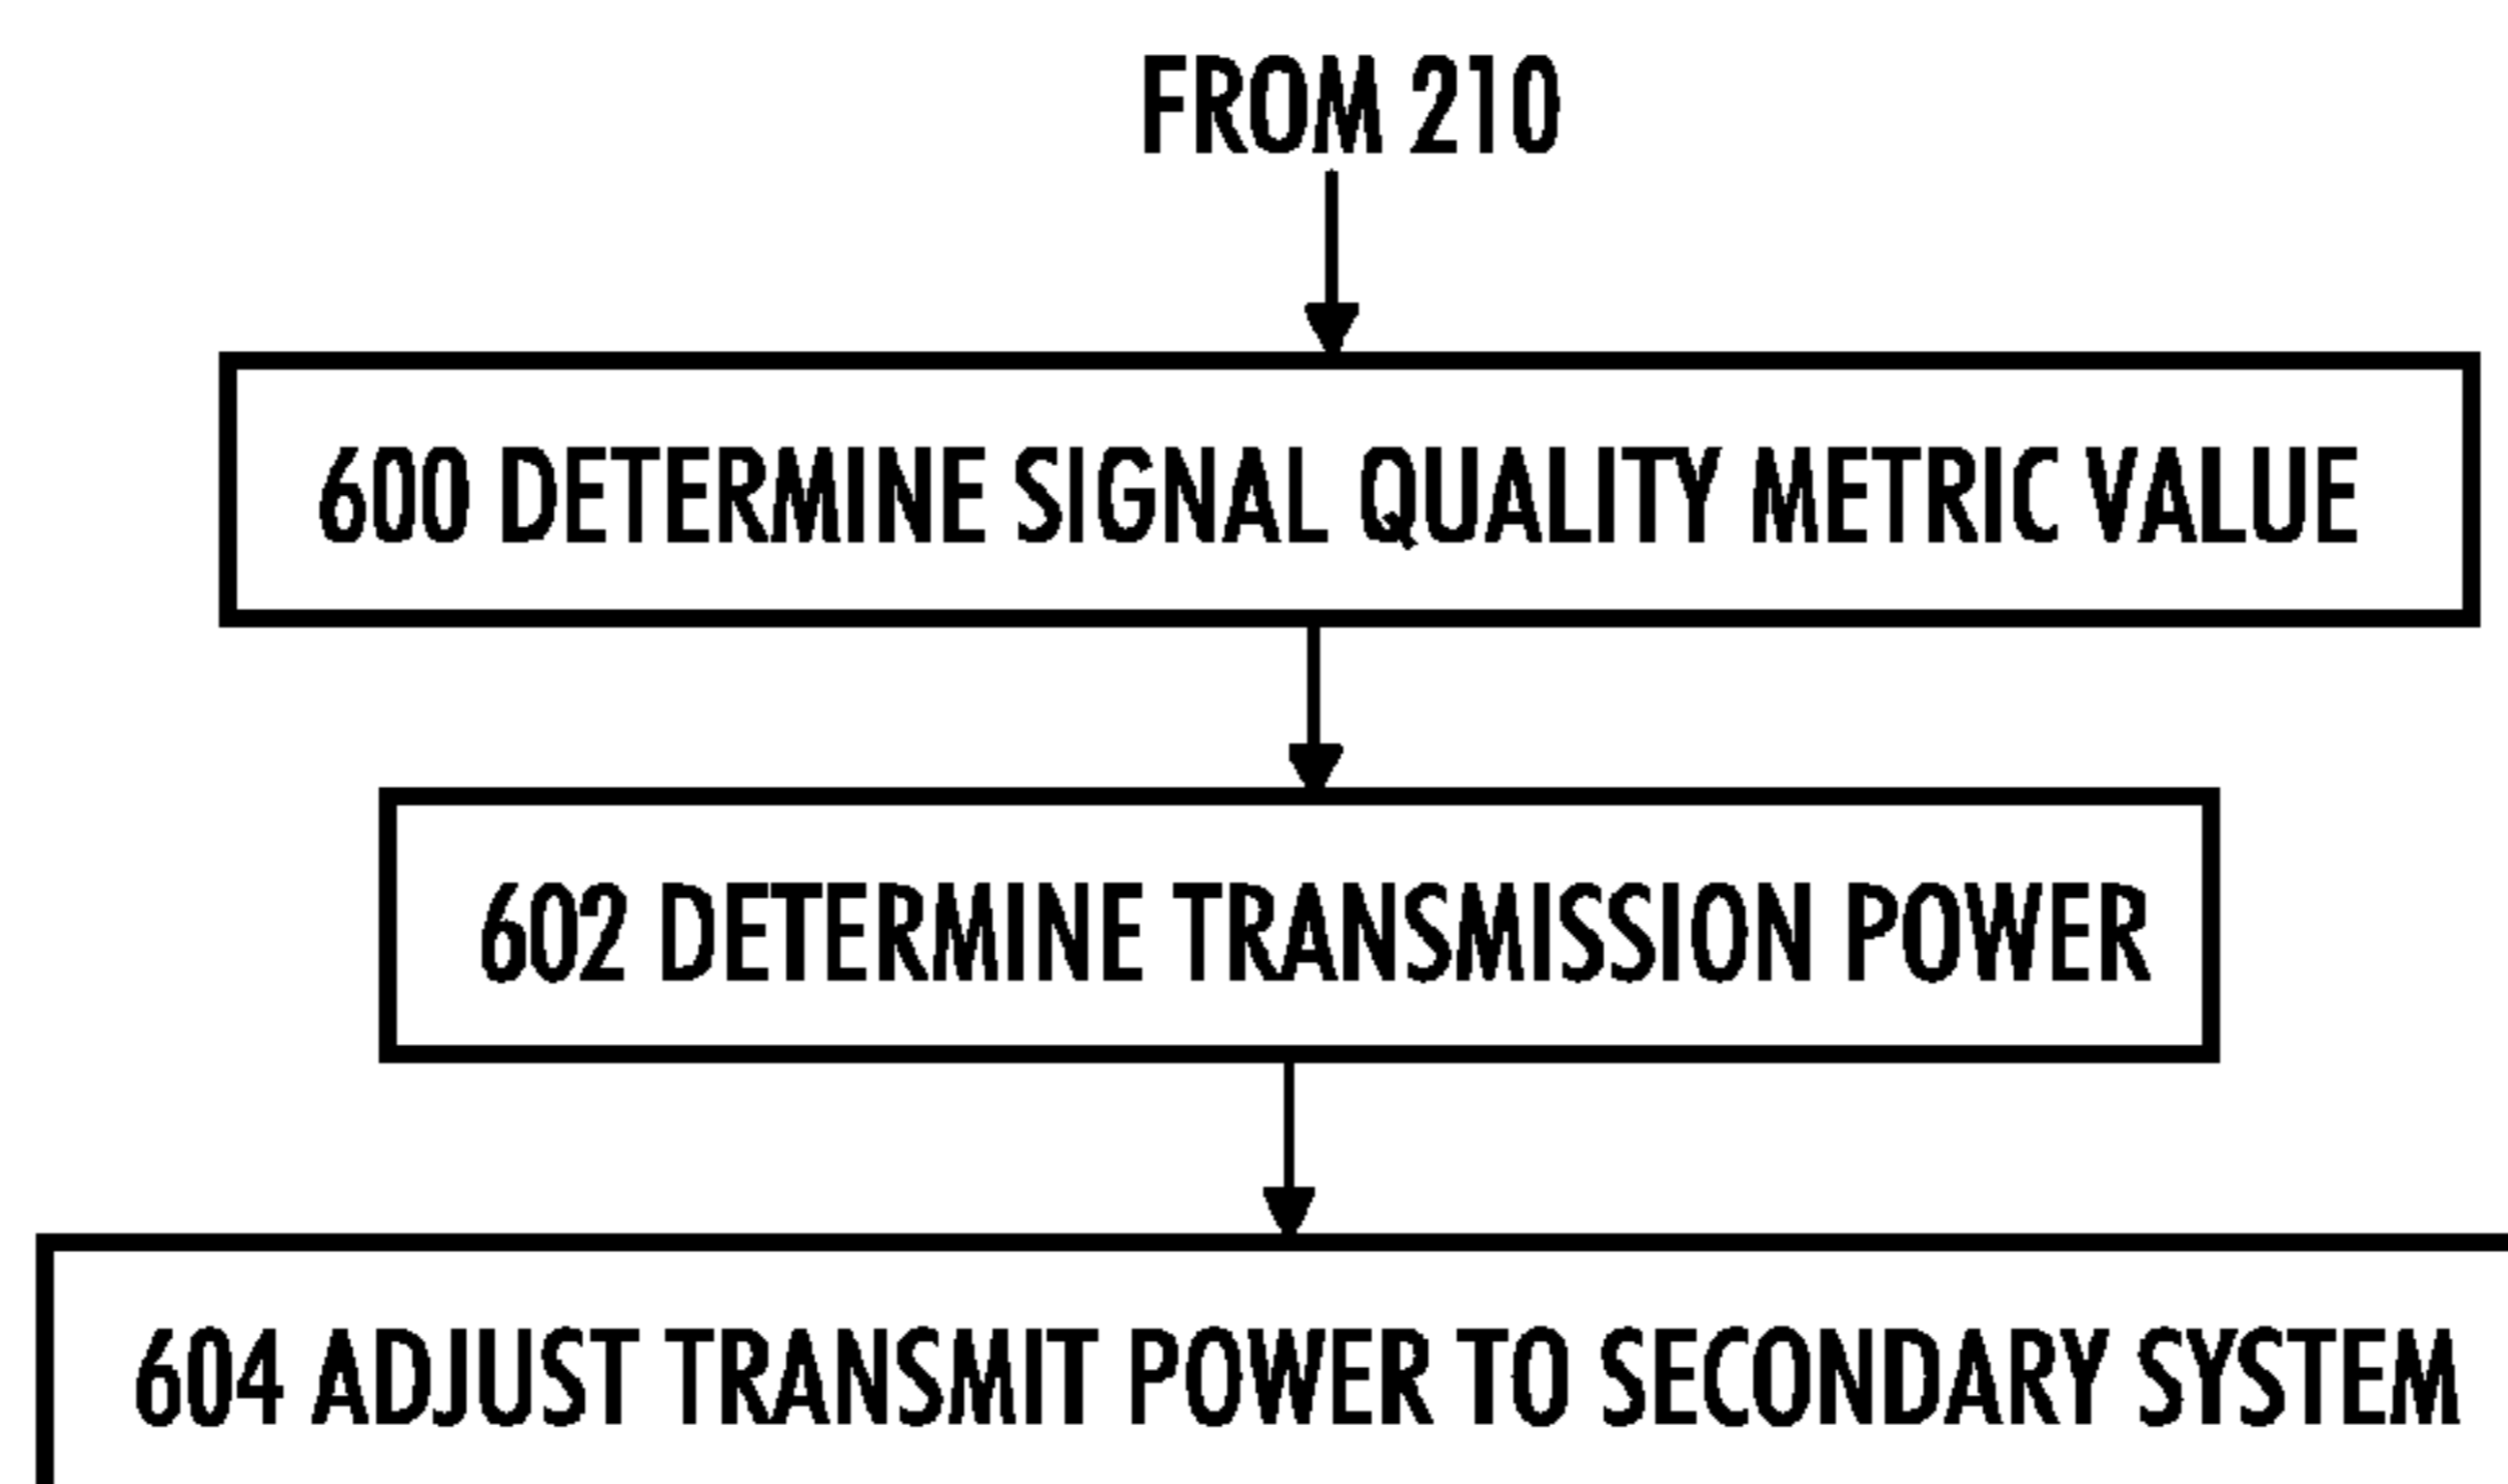 FROM 210
600 DETERMINE SIGNAL QUALITY METRIC VALUE
602 DETERMINE TRANSMISSION POWER
604 ADJUST TRANSMIT POWER TO SECONDARY SYSTEM